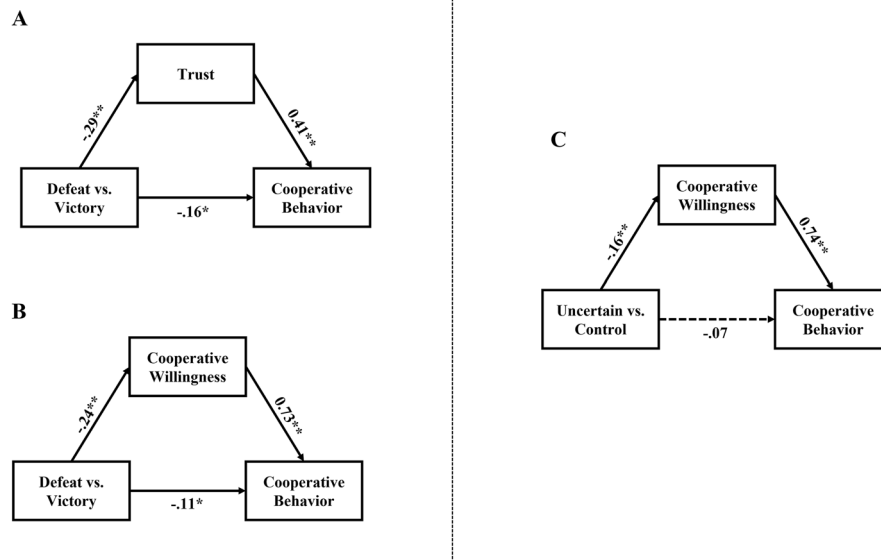 A
Trust
-.29**
0.41**
Defeat vs.
Victory
-.16*
Cooperative
Behavior
B
Cooperative
Willingness
-.24**
0.73**
Defeat vs.
Victory
-.11*
Cooperative
Behavior
C
Cooperative
Willingness
-.16**
0.74**
Uncertain vs.
Control
-.07
Cooperative
Behavior